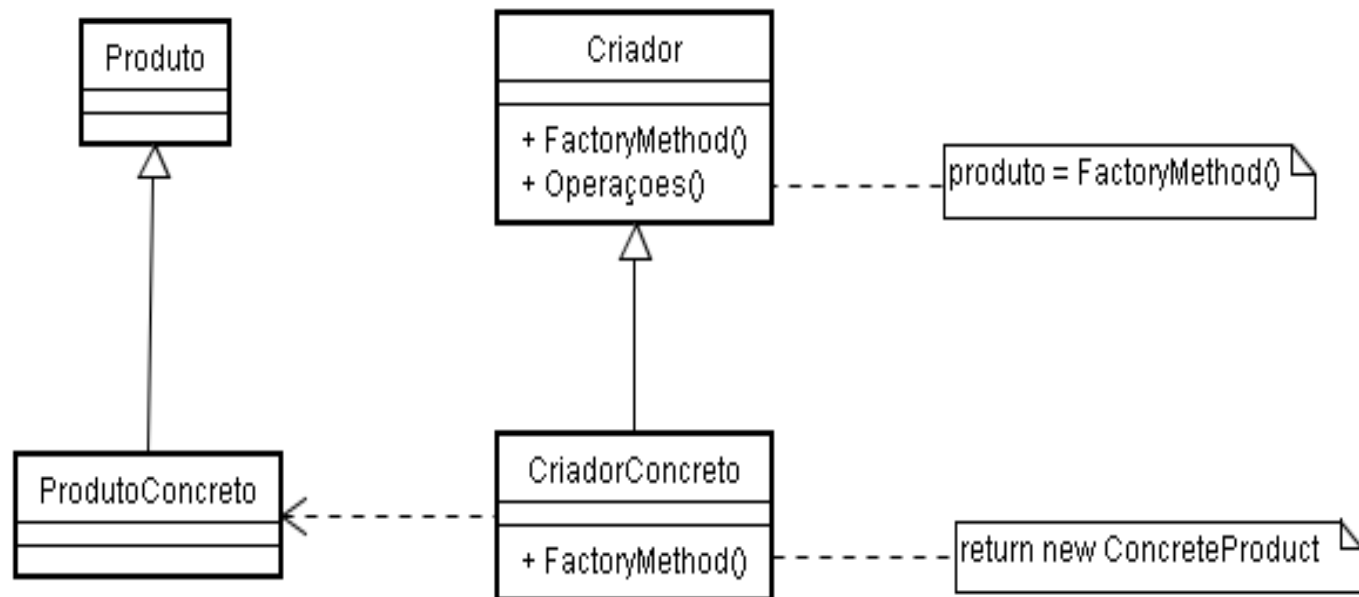 Produto
Criador
+ FactoryMethod()
+ Operaçoes()
produto = FactoryMethod()
ProdutoConcreto
CriadorConcreto
+ FactoryMethod()
return new ConcreteProduct